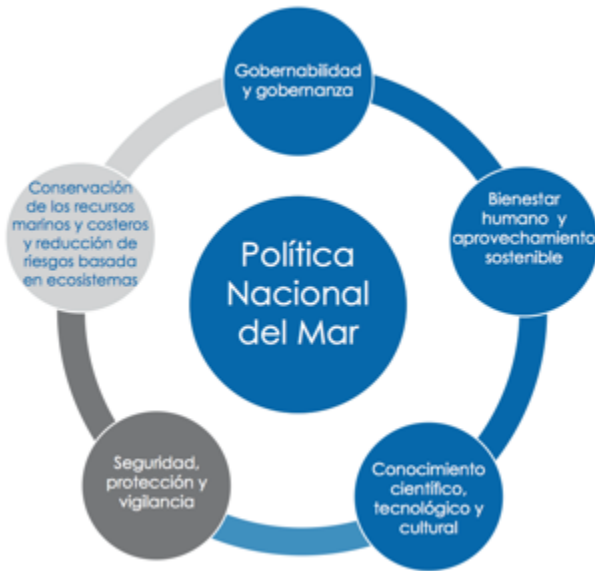 Gobernabilidad
y gobernanza
Bienestar
humano y
aprovechamiento
sostenible
Conocimiento
científico,
tecnológico y
cultural
Seguridad,
protección y
vigilancia
Conservación
de los recursos
marinos y costeros
y reducción de
riesgos basada
en ecosistemas
Política
Nacional
del Mar